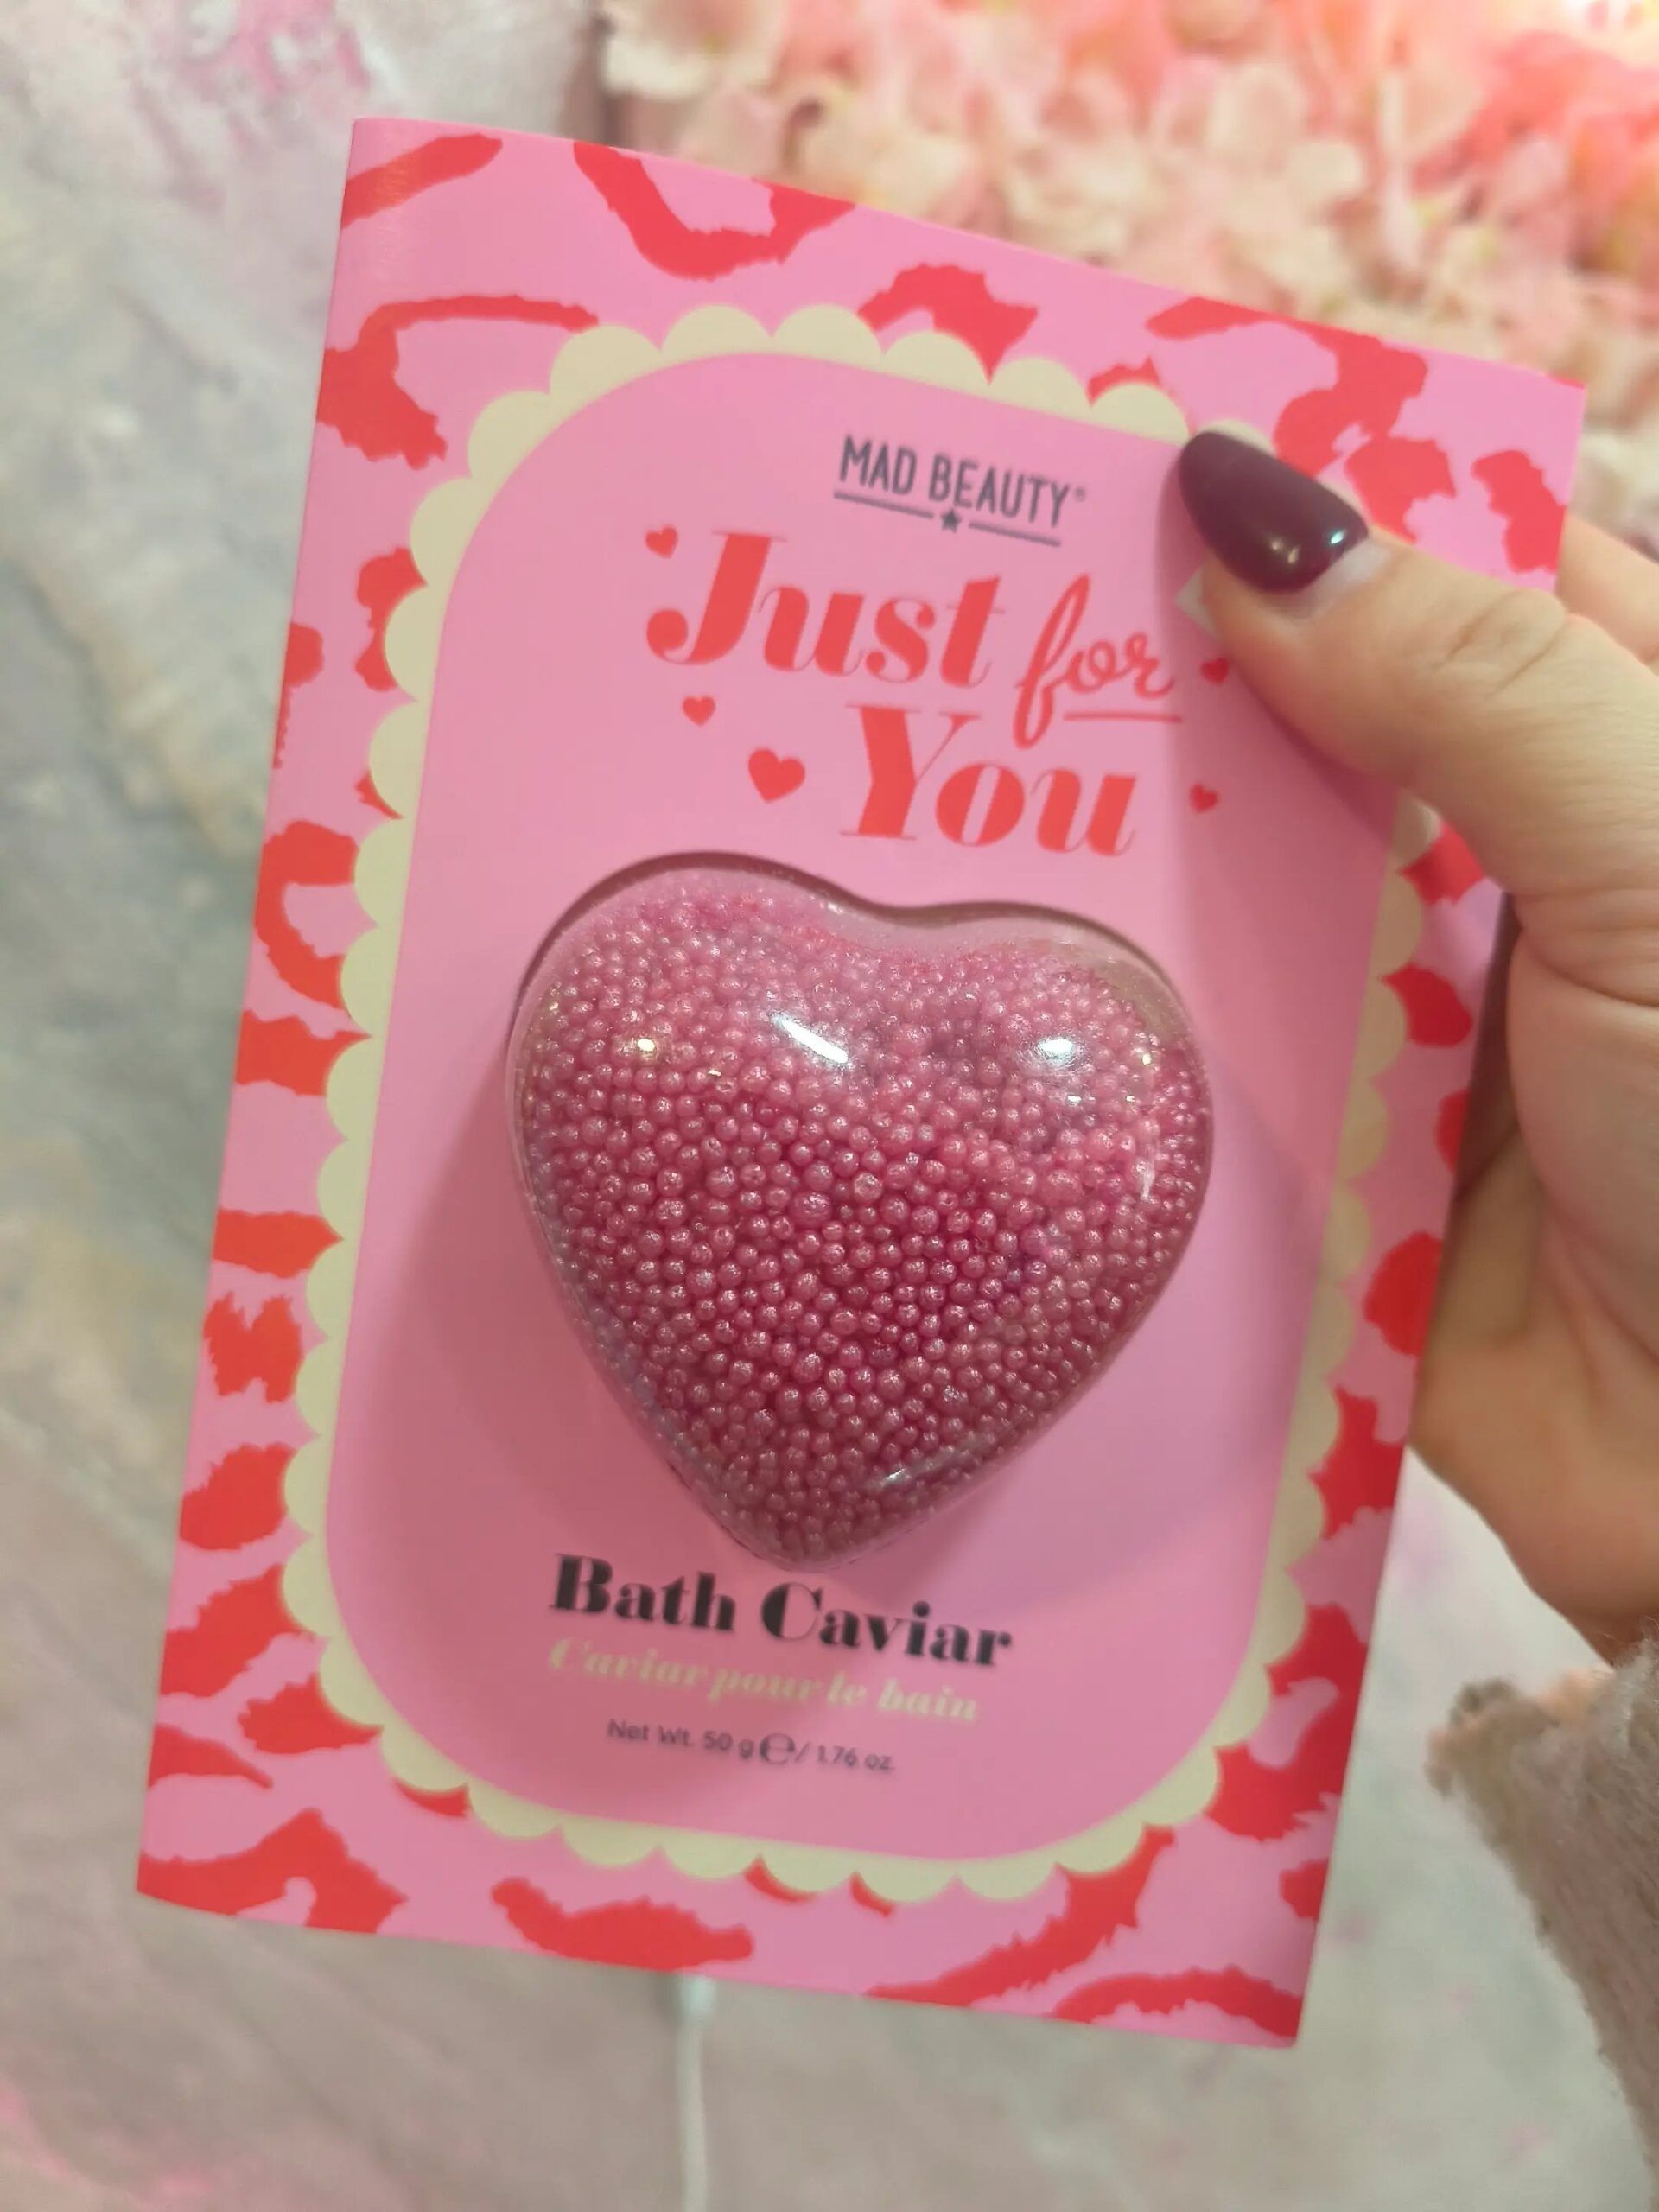 MAD BEAUTY®
Just for
You
Bath Caviar
Caviar pour le bain
Net Wt. 50 g ℮ / 1.76 oz.